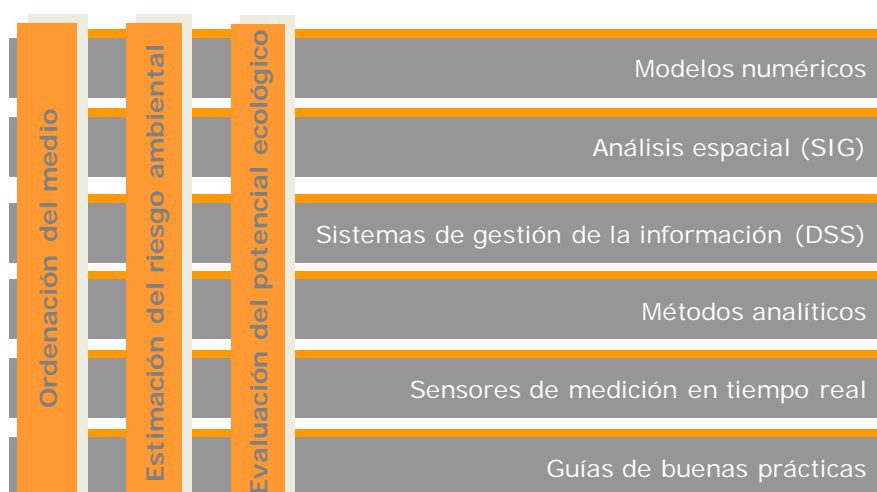 Ordenación del medio
Estimación del riesgo ambiental
Evaluación del potencial ecológico
Modelos numéricos
Análisis espacial (SIG)
Sistemas de gestión de la información (DSS)
Métodos analíticos
Sensores de medición en tiempo real
Guías de buenas prácticas